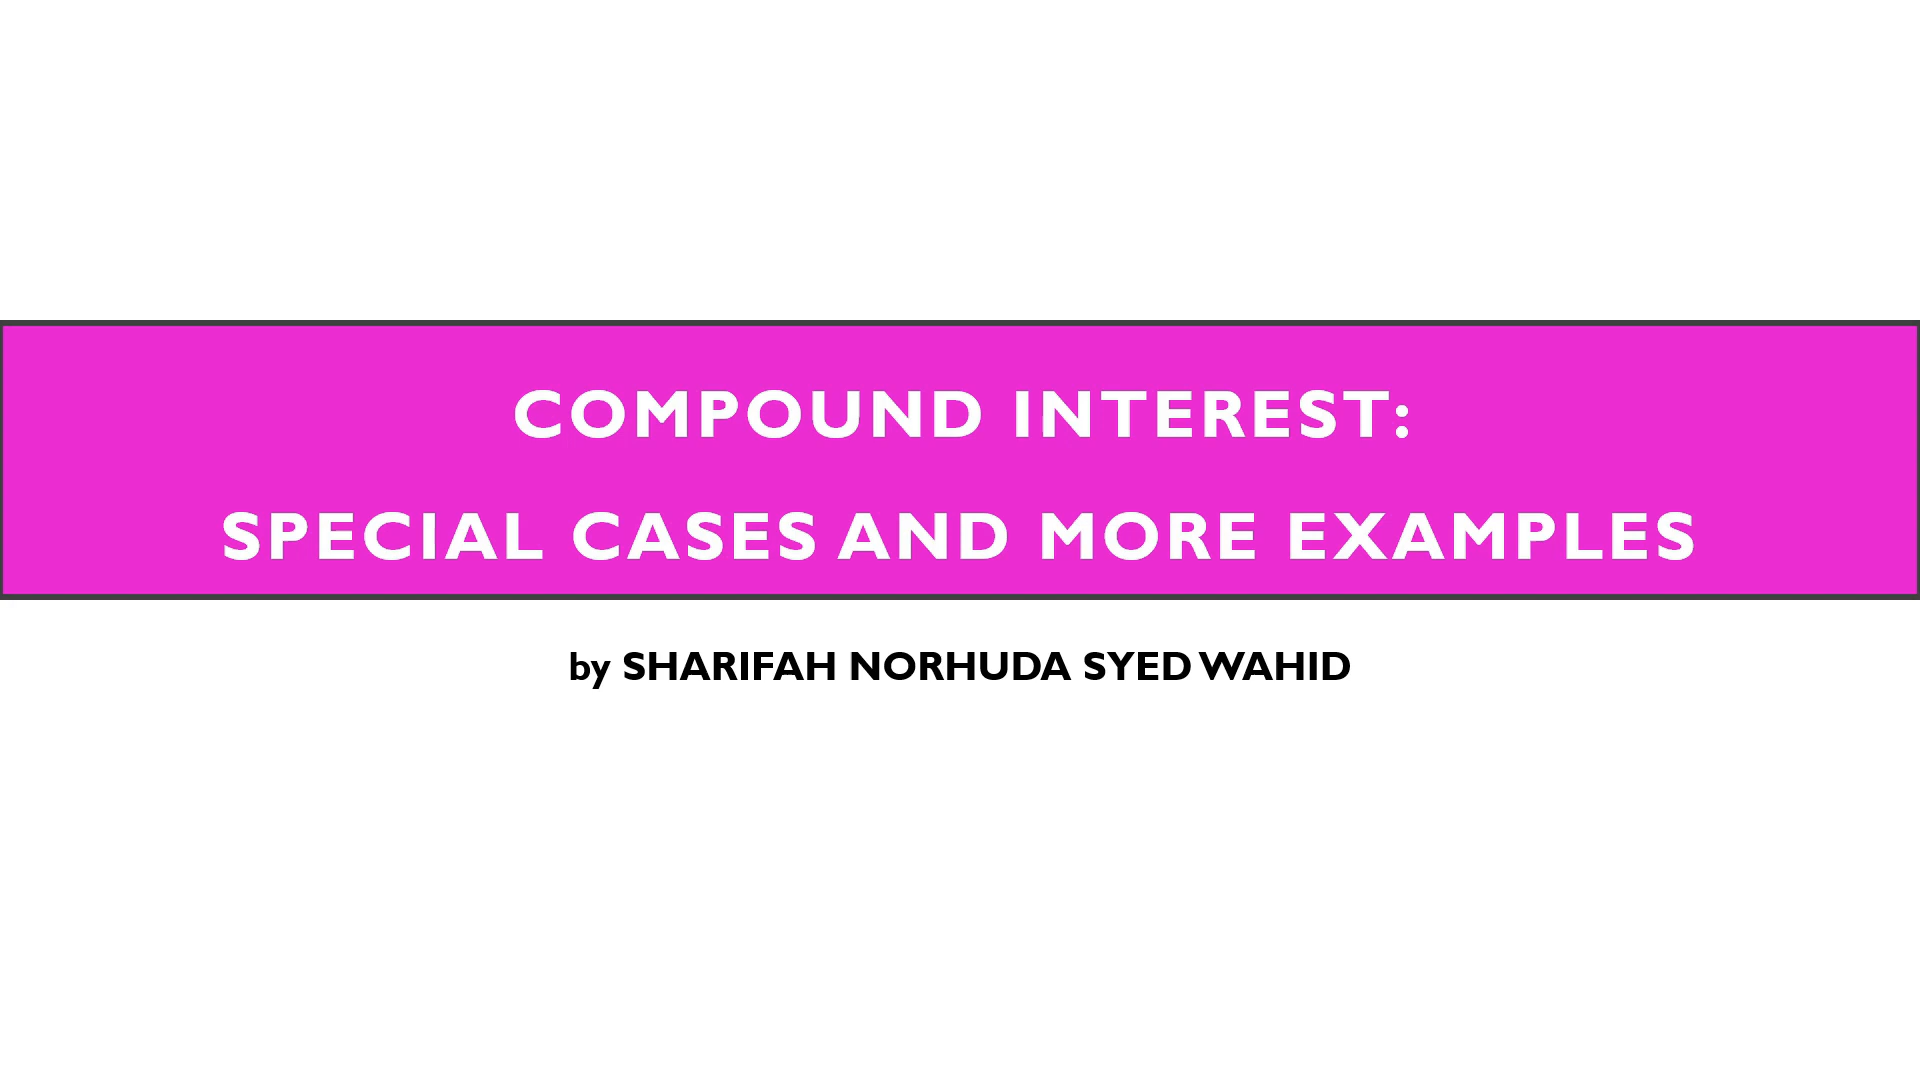 COMPOUND INTEREST:
SPECIAL CASES AND MORE EXAMPLES
by SHARIFAH NORHUDA SYED WAHID